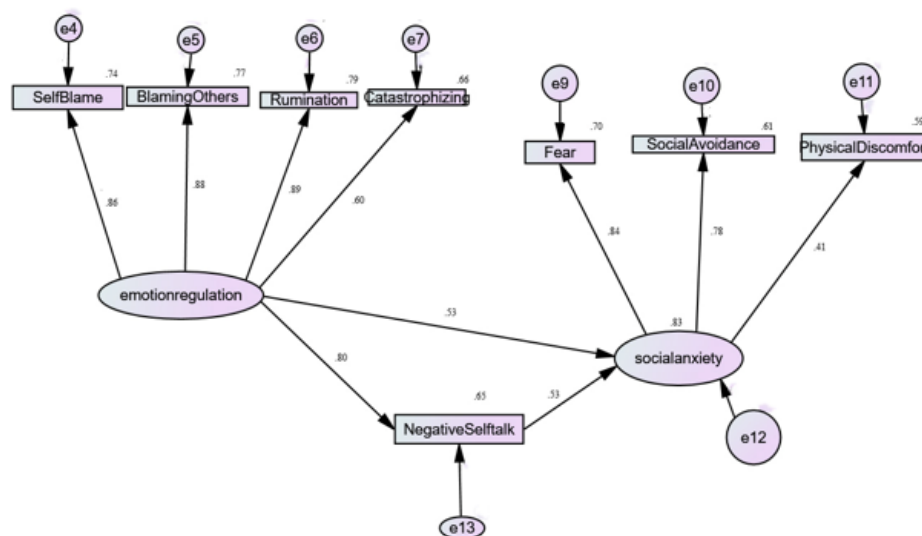 e4
e5
e6
e7
.74
.77
.79
.66
SelfBlame
BlamingOthers
Rumination
Catastrophizing
e9
e10
e11
.70
.61
.59
Fear
SocialAvoidance
PhysicalDiscomfor
.86
.88
.89
.60
.84
.78
.41
emotionregulation
.53
.83
socialanxiety
.80
.53
.65
NegativeSelftalk
e12
e13